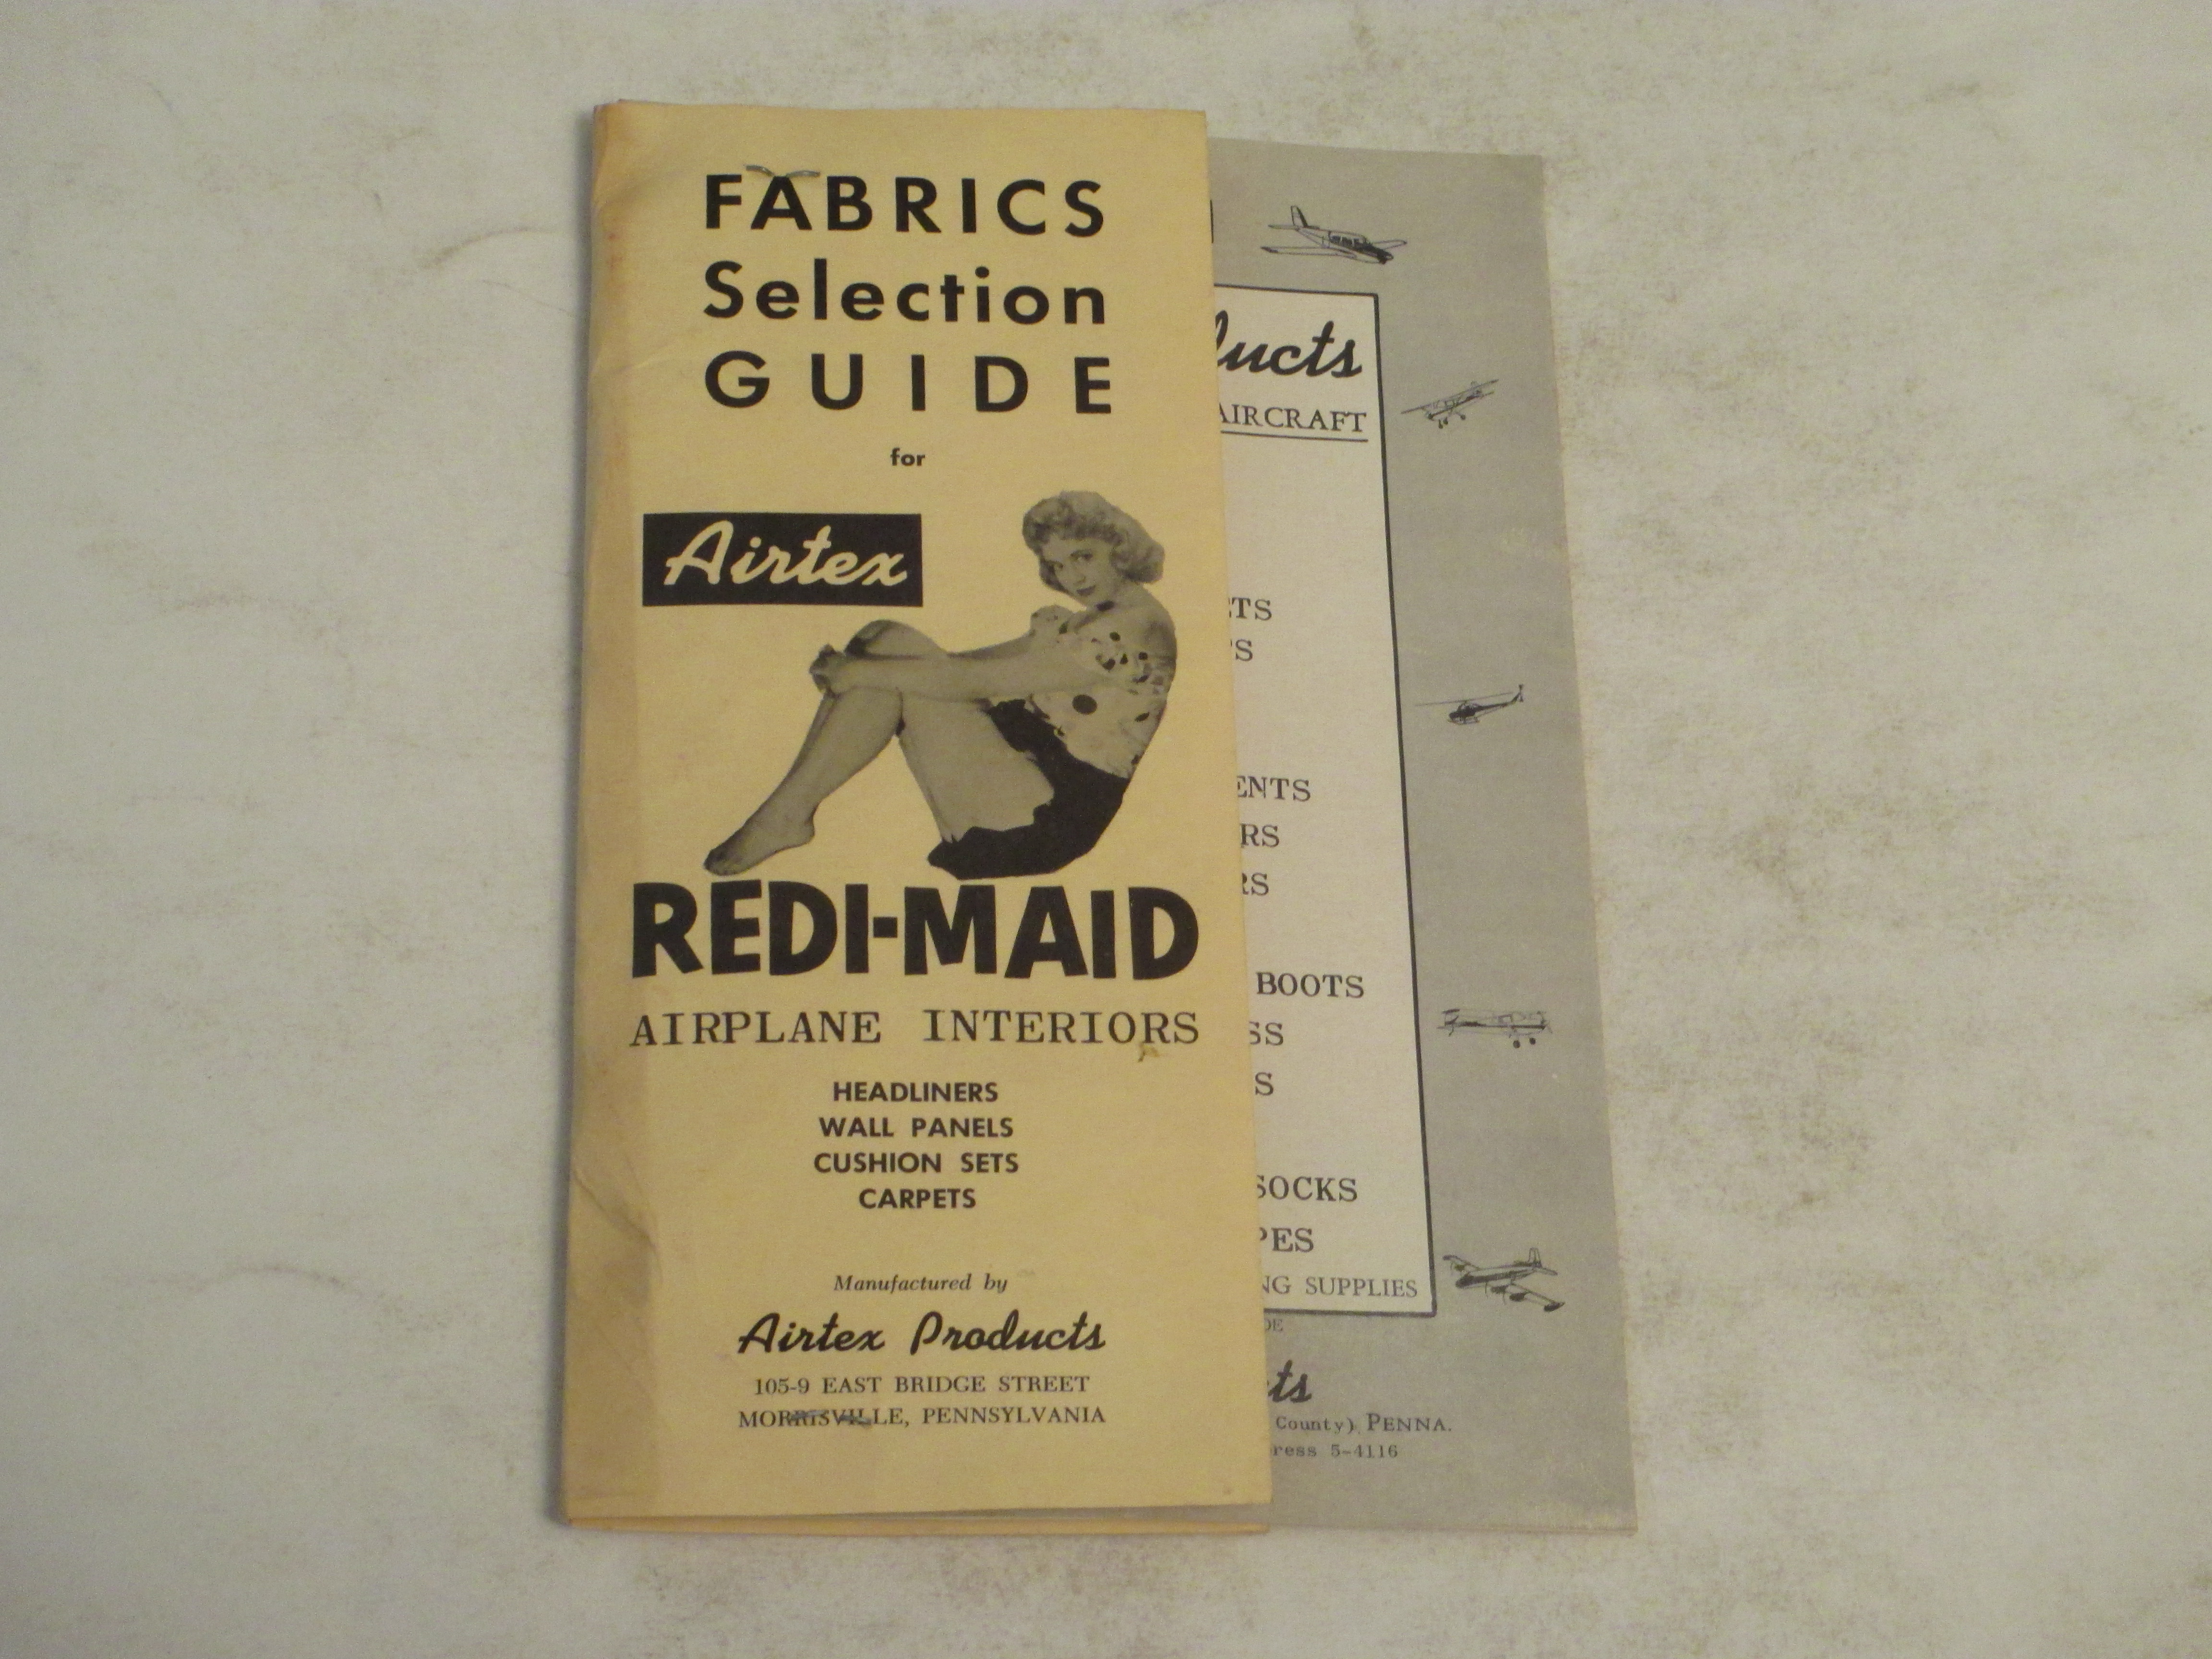 FABRICS
Selection
GUIDE
for
Airtex
REDI-MAID
AIRPLANE INTERIORS
HEADLINERS
WALL PANELS
CUSHION SETS
CARPETS
Manufactured by
Airtex Products
105-9 EAST BRIDGE STREET
MORRISVILLE, PENNSYLVANIA
ucts
AIRCRAFT
TS
S
ENTS
RS
RS
BOOTS
SS
S
SOCKS
PES
NG SUPPLIES
DE
ts
County), PENNA.
ress 5-4116